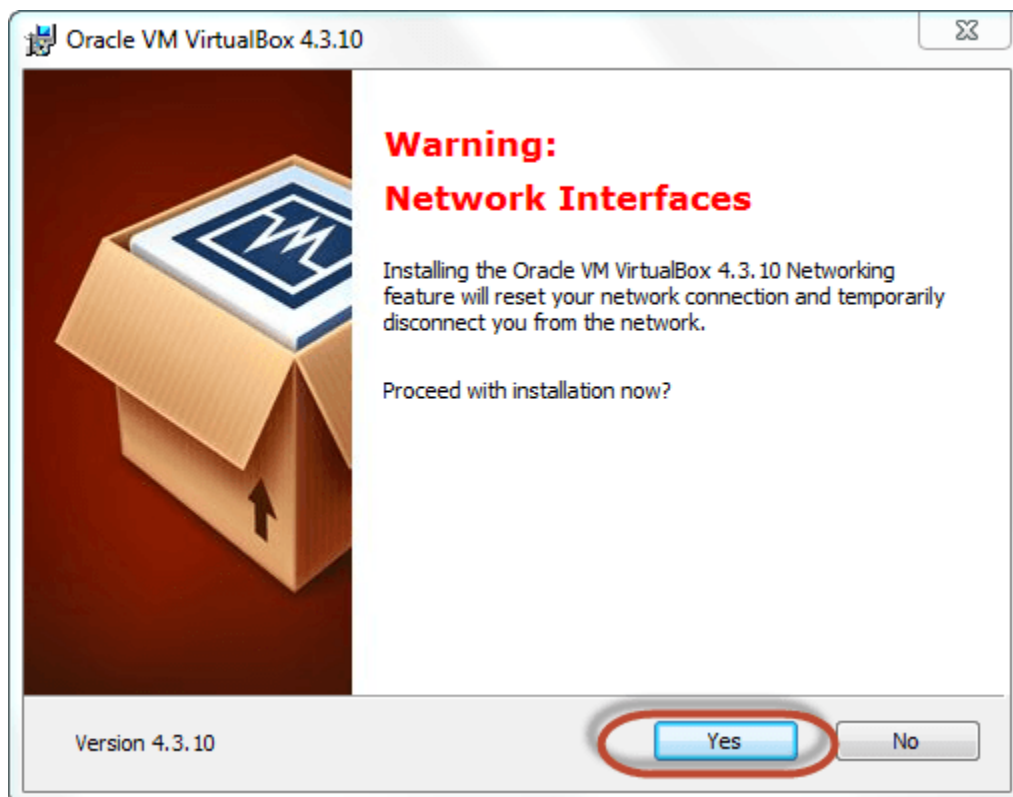 Oracle VM VirtualBox 4.3.10
Warning:
Network Interfaces
Installing the Oracle VM VirtualBox 4.3.10 Networking
feature will reset your network connection and temporarily
disconnect you from the network.
Proceed with installation now?
Version 4.3.10
Yes
No